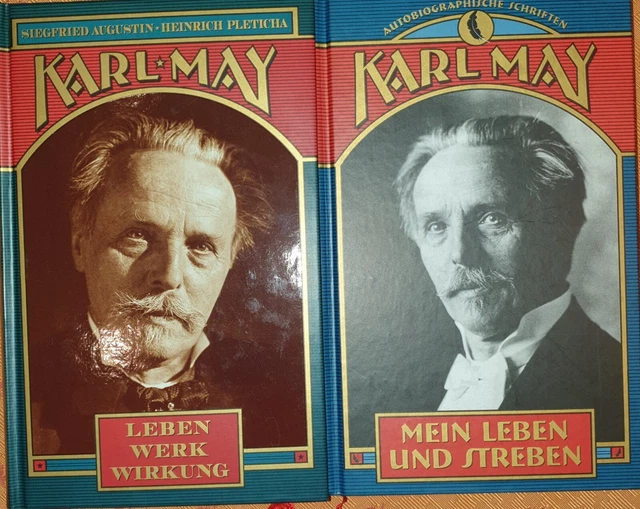 SIEGFRIED AUGUSTIN · HEINRICH PLETICHA
KARL MAY
LEBEN
WERK
WIRKUNG
AUTOBIOGRAPHISCHE SCHRIFTEN
KARL MAY
MEIN LEBEN
UND STREBEN